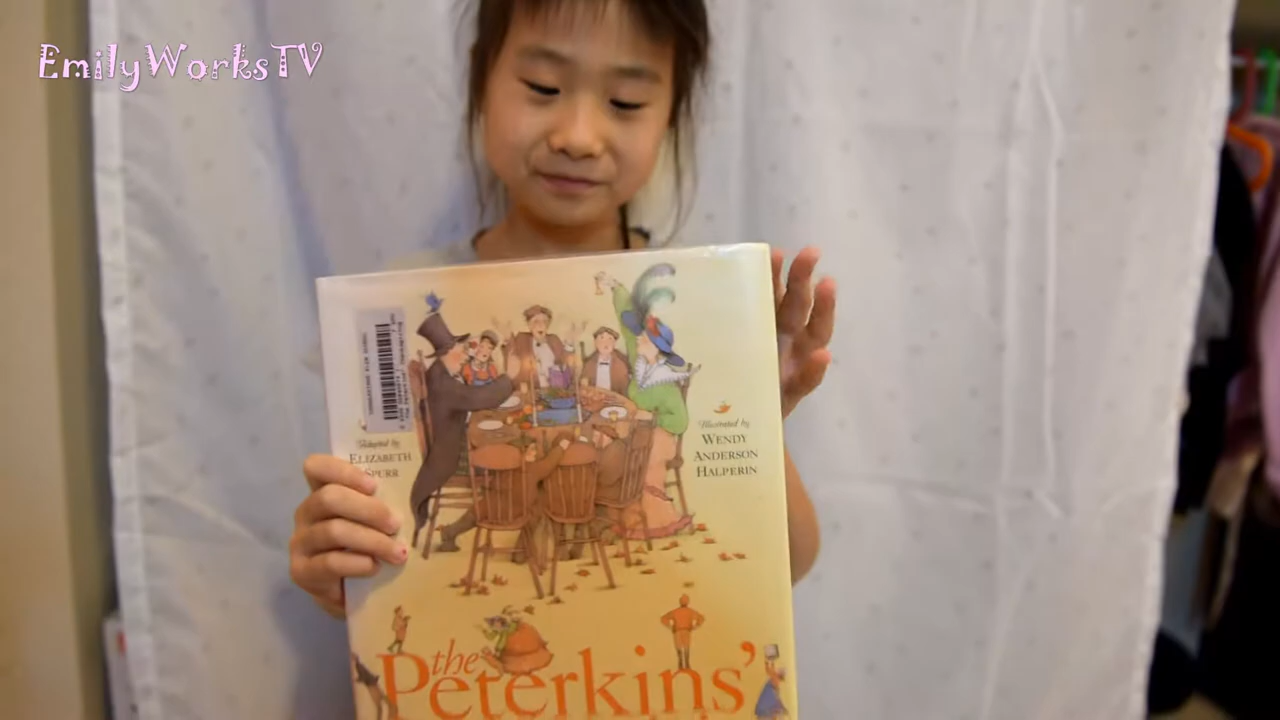 EmilyWorksTV
Adapted by
ELIZABETH
SPURR
Illustrated by
WENDY
ANDERSON
HALPERIN
the
Peterkins'